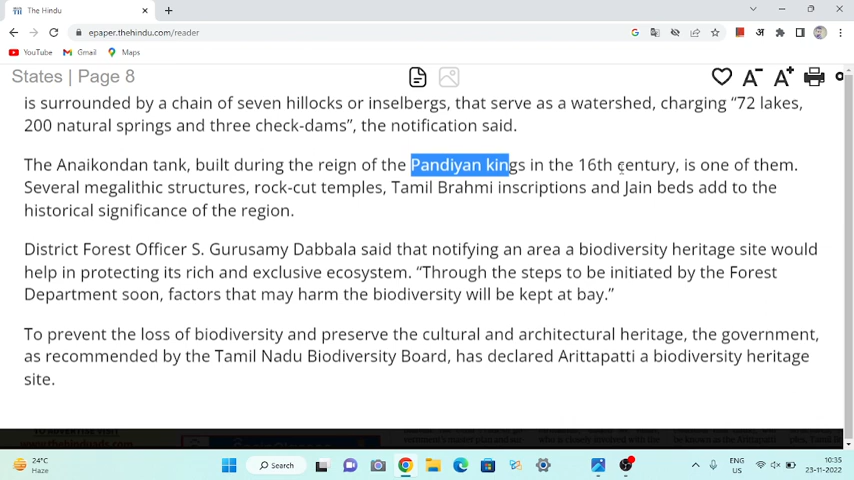 The Hindu
epaper.thehindu.com/reader
YouTube Gmail Maps
States | Page 8
is surrounded by a chain of seven hillocks or inselbergs, that serve as a watershed, charging “72 lakes,
200 natural springs and three check-dams”, the notification said.
The Anaikondan tank, built during the reign of the Pandiyan kings in the 16th century, is one of them.
Several megalithic structures, rock-cut temples, Tamil Brahmi inscriptions and Jain beds add to the
historical significance of the region.
District Forest Officer S. Gurusamy Dabbala said that notifying an area a biodiversity heritage site would
help in protecting its rich and exclusive ecosystem. “Through the steps to be initiated by the Forest
Department soon, factors that may harm the biodiversity will be kept at bay.”
To prevent the loss of biodiversity and preserve the cultural and architectural heritage, the government,
as recommended by the Tamil Nadu Biodiversity Board, has declared Arittapatti a biodiversity heritage
site.
www.thehinduads.com
24°C
Haze
Search
ENG
US
10:35
23-11-2022